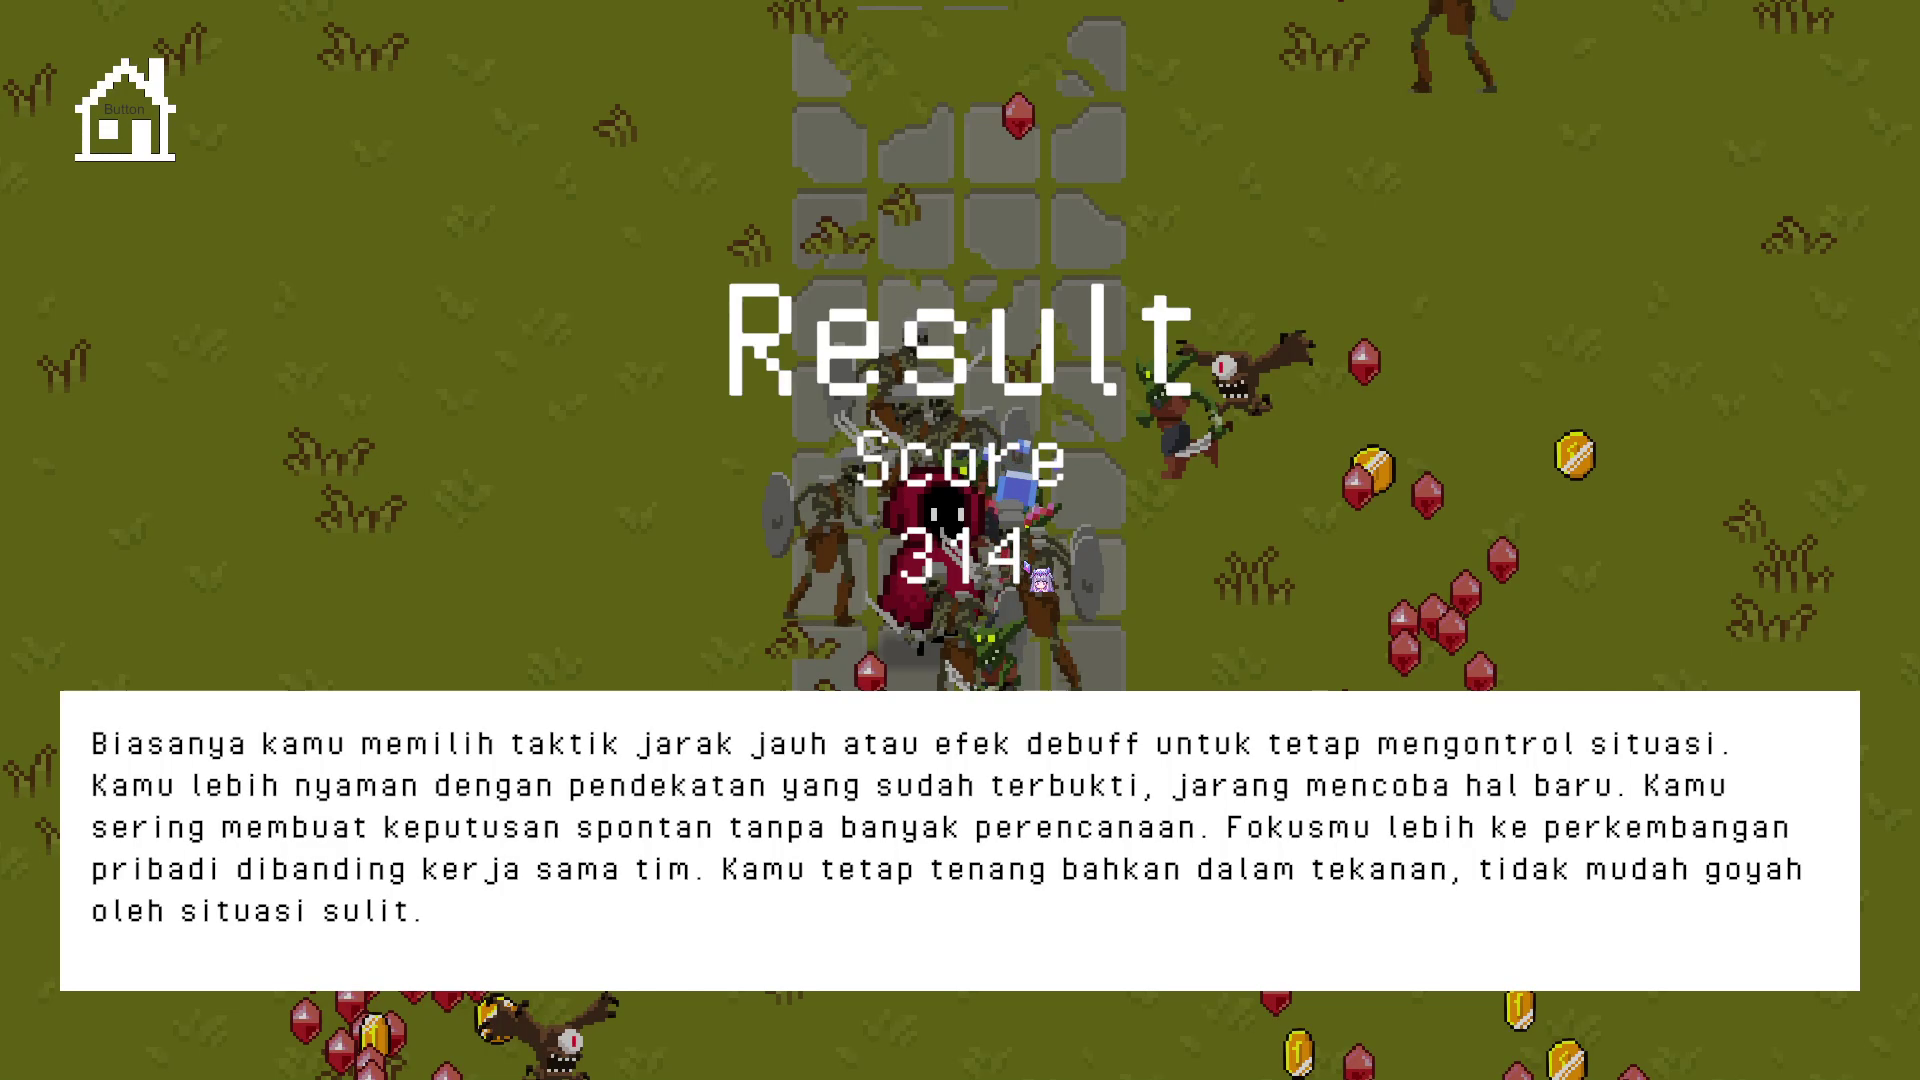 Button
Result
Score
314
Biasanya kamu memilih taktik jarak jauh atau efek debuff untuk tetap mengontrol situasi.
Kamu lebih nyaman dengan pendekatan yang sudah terbukti, jarang mencoba hal baru. Kamu
sering membuat keputusan spontan tanpa banyak perencanaan. Fokusmu lebih ke perkembangan
pribadi dibanding kerja sama tim. Kamu tetap tenang bahkan dalam tekanan, tidak mudah goyah
oleh situasi sulit.